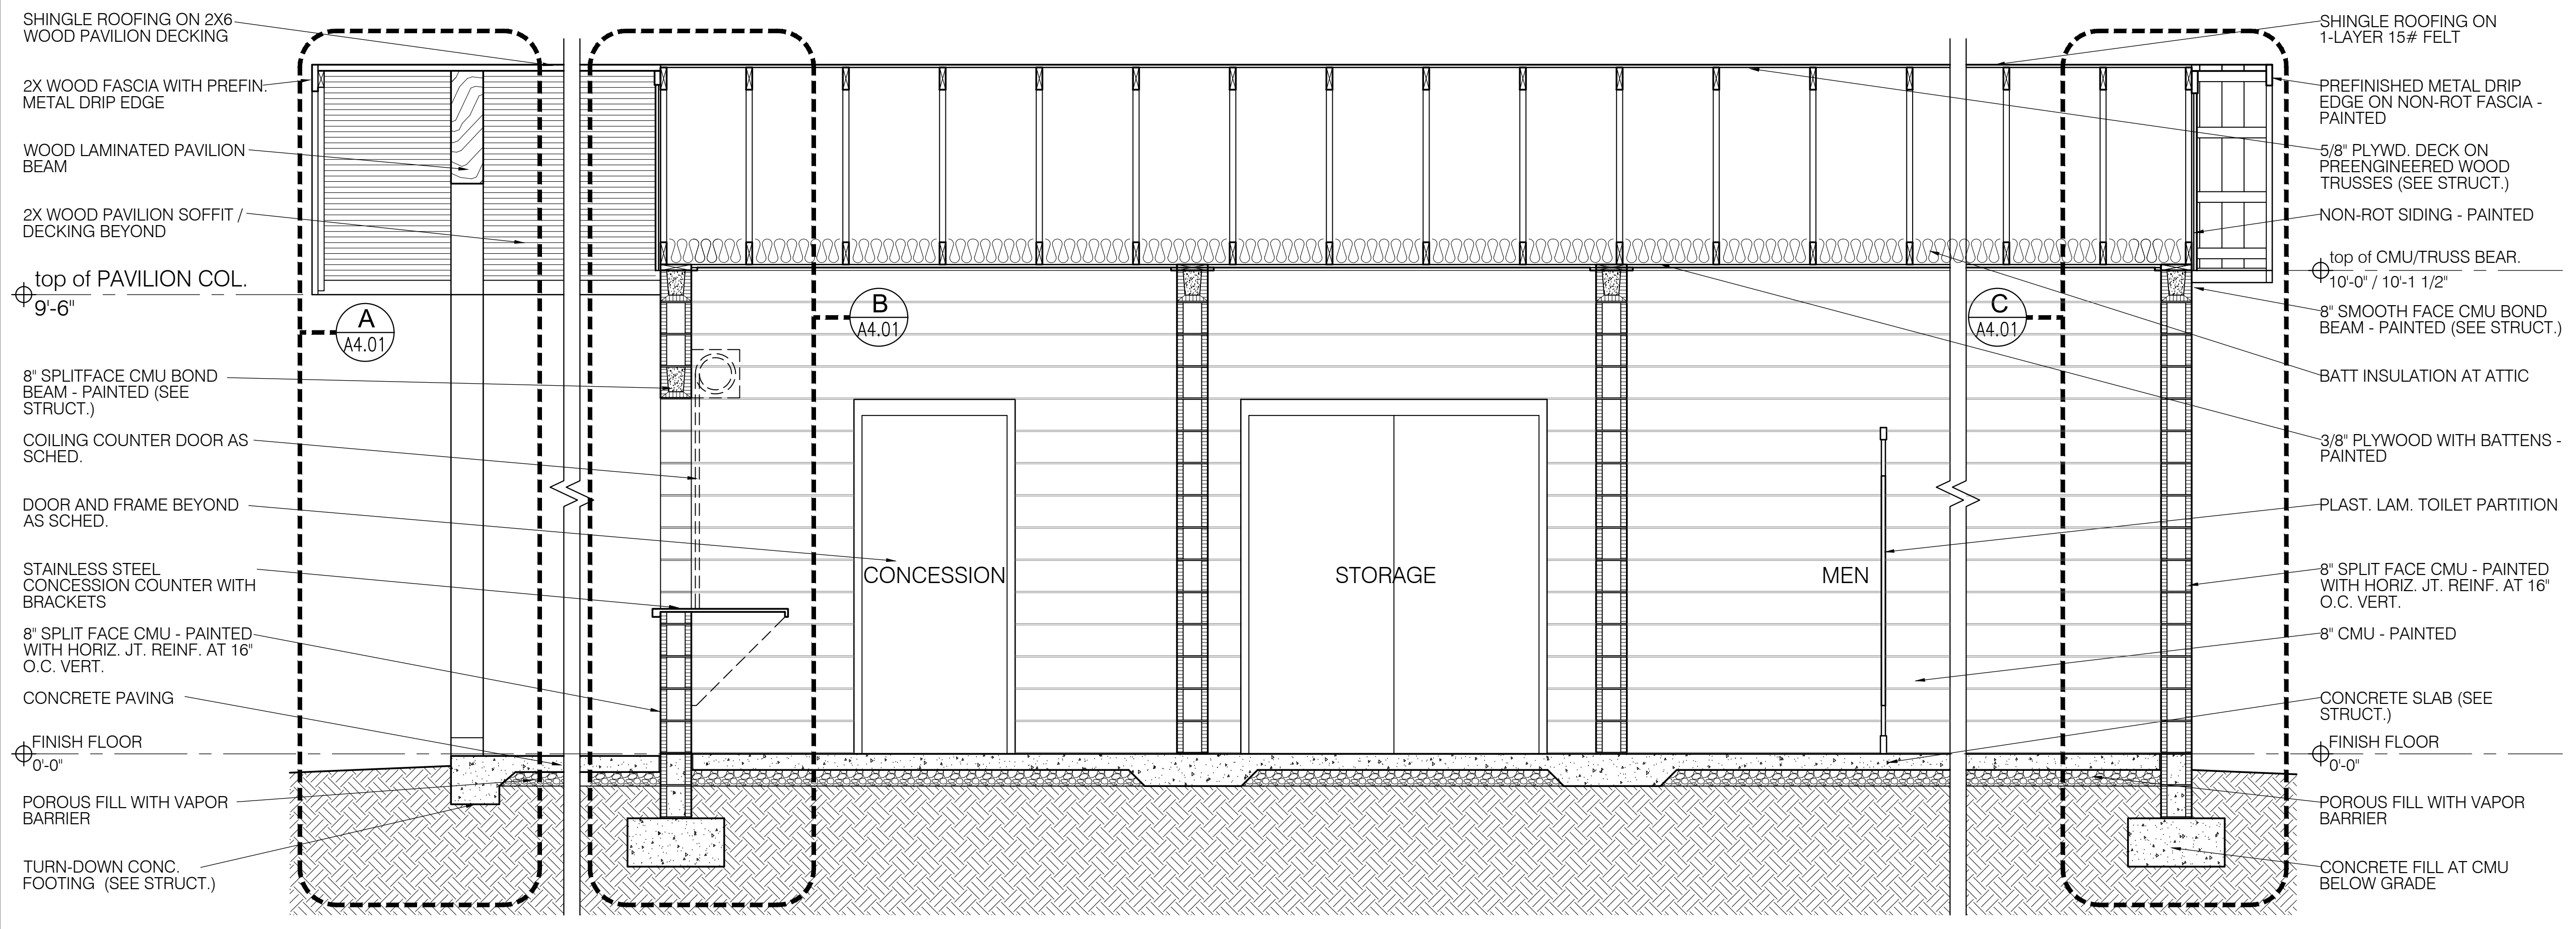 SHINGLE ROOFING ON 2X6
WOOD PAVILION DECKING
2X WOOD FASCIA WITH PREFIN.
METAL DRIP EDGE
WOOD LAMINATED PAVILION
BEAM
2X WOOD PAVILION SOFFIT /
DECKING BEYOND
top of PAVILION COL.
9'-6"
8" SPLITFACE CMU BOND
BEAM - PAINTED (SEE
STRUCT.)
COILING COUNTER DOOR AS
SCHED.
DOOR AND FRAME BEYOND
AS SCHED.
STAINLESS STEEL
CONCESSION COUNTER WITH
BRACKETS
8" SPLIT FACE CMU - PAINTED
WITH HORIZ. JT. REINF. AT 16"
O.C. VERT.
CONCRETE PAVING
FINISH FLOOR
0'-0"
POROUS FILL WITH VAPOR
BARRIER
TURN-DOWN CONC.
FOOTING (SEE STRUCT.)
A
A4.01
B
A4.01
C
A4.01
CONCESSION
STORAGE
MEN
SHINGLE ROOFING ON
1-LAYER 15# FELT
PREFINISHED METAL DRIP
EDGE ON NON-ROT FASCIA -
PAINTED
5/8" PLYWD. DECK ON
PREENGINEERED WOOD
TRUSSES (SEE STRUCT.)
NON-ROT SIDING - PAINTED
top of CMU/TRUSS BEAR.
10'-0" / 10'-1 1/2"
8" SMOOTH FACE CMU BOND
BEAM - PAINTED (SEE STRUCT.)
BATT INSULATION AT ATTIC
3/8" PLYWOOD WITH BATTENS -
PAINTED
PLAST. LAM. TOILET PARTITION
8" SPLIT FACE CMU - PAINTED
WITH HORIZ. JT. REINF. AT 16"
O.C. VERT.
8" CMU - PAINTED
CONCRETE SLAB (SEE
STRUCT.)
FINISH FLOOR
0'-0"
POROUS FILL WITH VAPOR
BARRIER
CONCRETE FILL AT CMU
BELOW GRADE